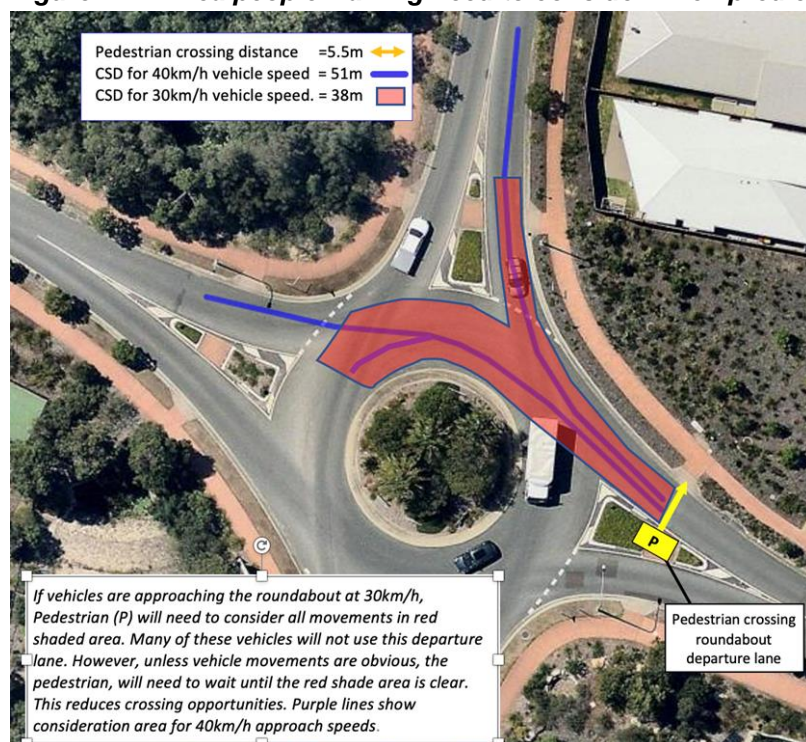 Pedestrian crossing distance =5.5m
CSD for 40km/h vehicle speed = 51m
CSD for 30km/h vehicle speed. = 38m
P
If vehicles are approaching the roundabout at 30km/h,
Pedestrian (P) will need to consider all movements in red
shaded area. Many of these vehicles will not use this departure
lane. However, unless vehicle movements are obvious, the
pedestrian, will need to wait until the red shade area is clear.
This reduces crossing opportunities. Purple lines show
consideration area for 40km/h approach speeds.
Pedestrian crossing
roundabout
departure lane